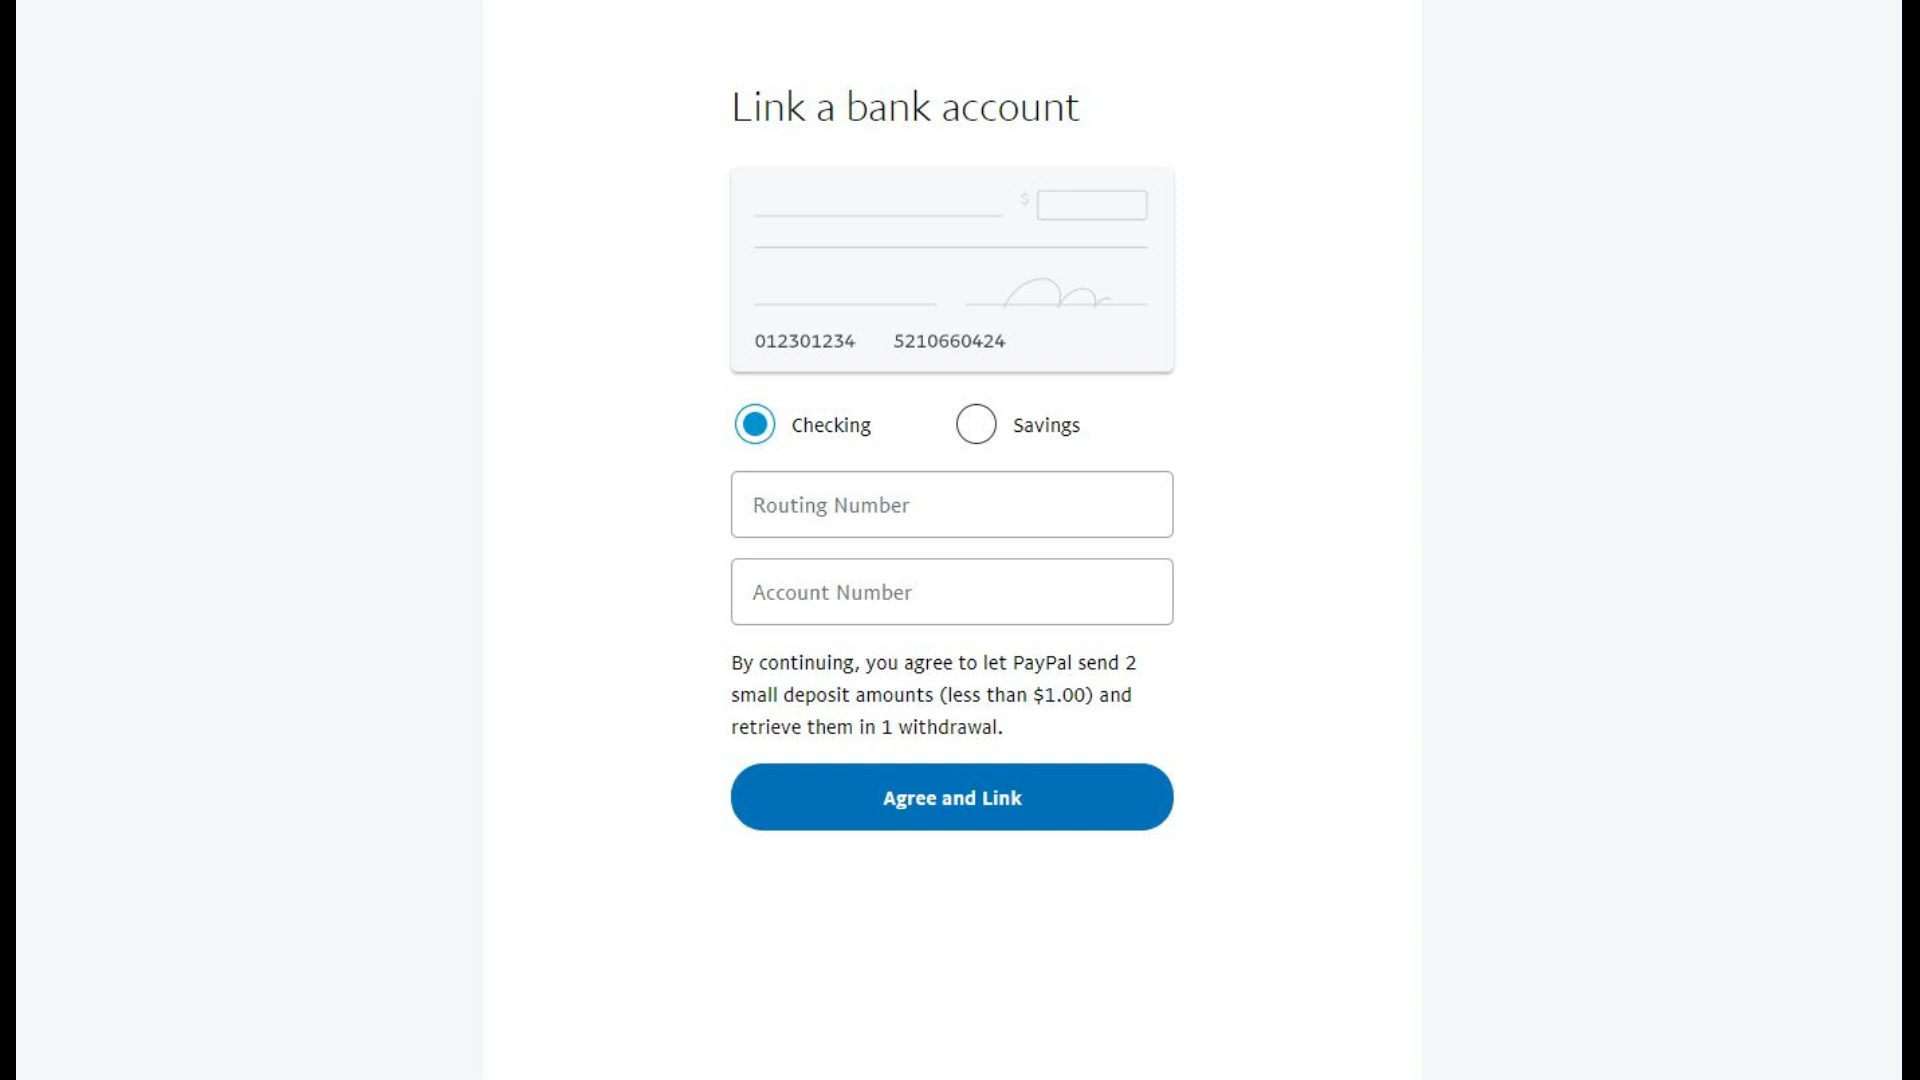 Link a bank account
$
012301234 5210660424
Checking Savings
Routing Number
Account Number
By continuing, you agree to let PayPal send 2
small deposit amounts (less than $1.00) and
retrieve them in 1 withdrawal.
Agree and Link